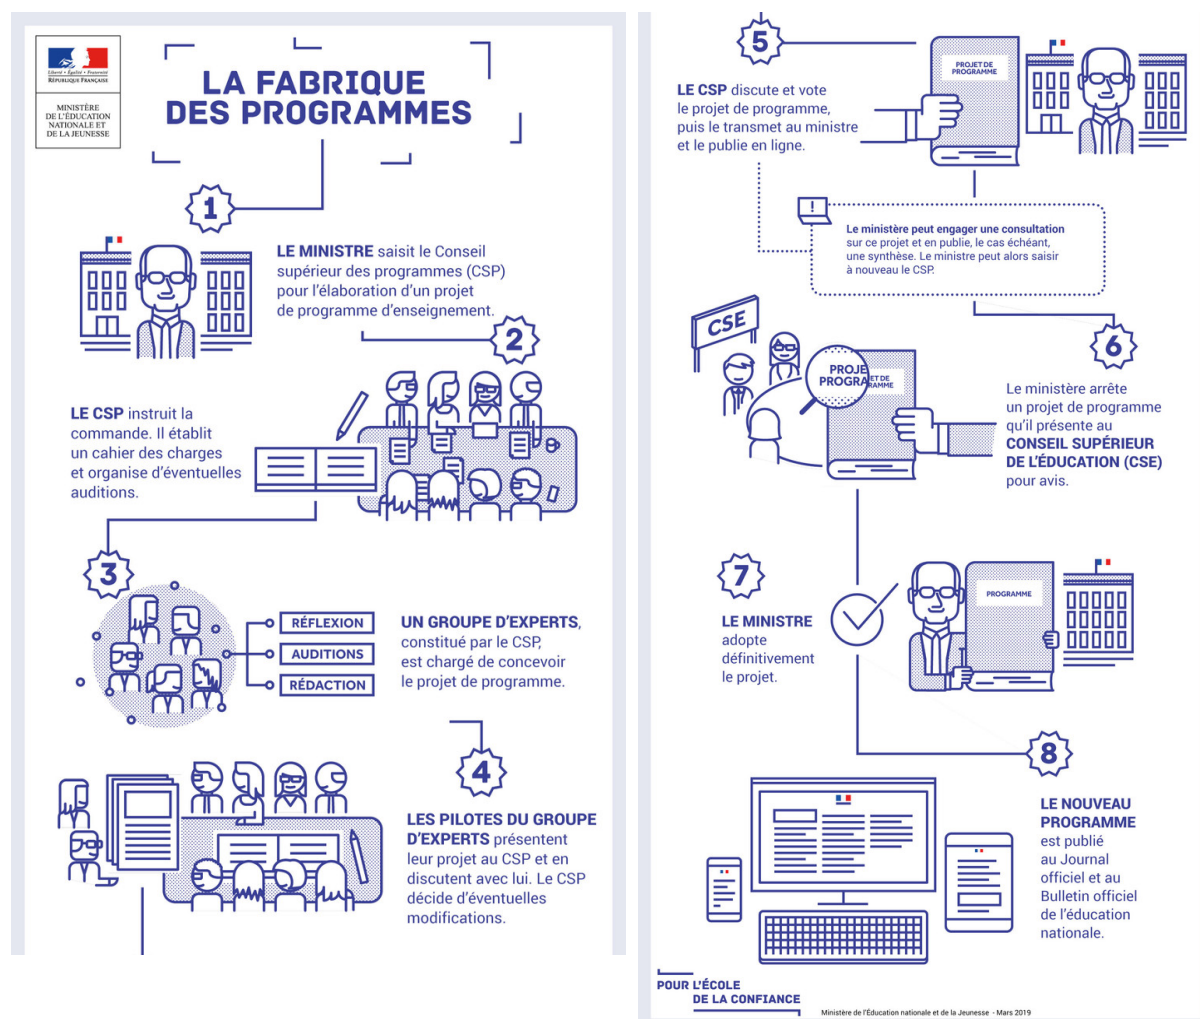 Liberté • Égalité • Fraternité
RÉPUBLIQUE FRANÇAISE
MINISTÈRE
DE L'ÉDUCATION
NATIONALE ET
DE LA JEUNESSE
LA FABRIQUE
DES PROGRAMMES
1
LE MINISTRE saisit le Conseil
supérieur des programmes (CSP)
pour l'élaboration d'un projet
de programme d'enseignement.
2
LE CSP instruit la
commande. Il établit
un cahier des charges
et organise d'éventuelles
auditions.
3
RÉFLEXION
AUDITIONS
RÉDACTION
UN GROUPE D'EXPERTS,
constitué par le CSP,
est chargé de concevoir
le projet de programme.
4
LES PILOTES DU GROUPE
D'EXPERTS présentent
leur projet au CSP et en
discutent avec lui. Le CSP
décide d'éventuelles
modifications.
5
LE CSP discute et vote
le projet de programme,
puis le transmet au ministre
et le publie en ligne.
PROJET DE
PROGRAMME
!
Le ministère peut engager une consultation
sur ce projet et en publie, le cas échéant,
une synthèse. Le ministre peut alors saisir
à nouveau le CSP.
CSE
PROJE
PROGRA
ET DE
RAMME
6
Le ministère arrête
un projet de programme
qu'il présente au
CONSEIL SUPÉRIEUR
DE L'ÉDUCATION (CSE)
pour avis.
7
LE MINISTRE
adopte
définitivement
le projet.
PROGRAMME
8
LE NOUVEAU
PROGRAMME
est publié
au Journal
officiel et au
Bulletin officiel
de l'éducation
nationale.
POUR L'ÉCOLE
DE LA CONFIANCE
Ministère de l'Éducation nationale et de la Jeunesse - Mars 2019